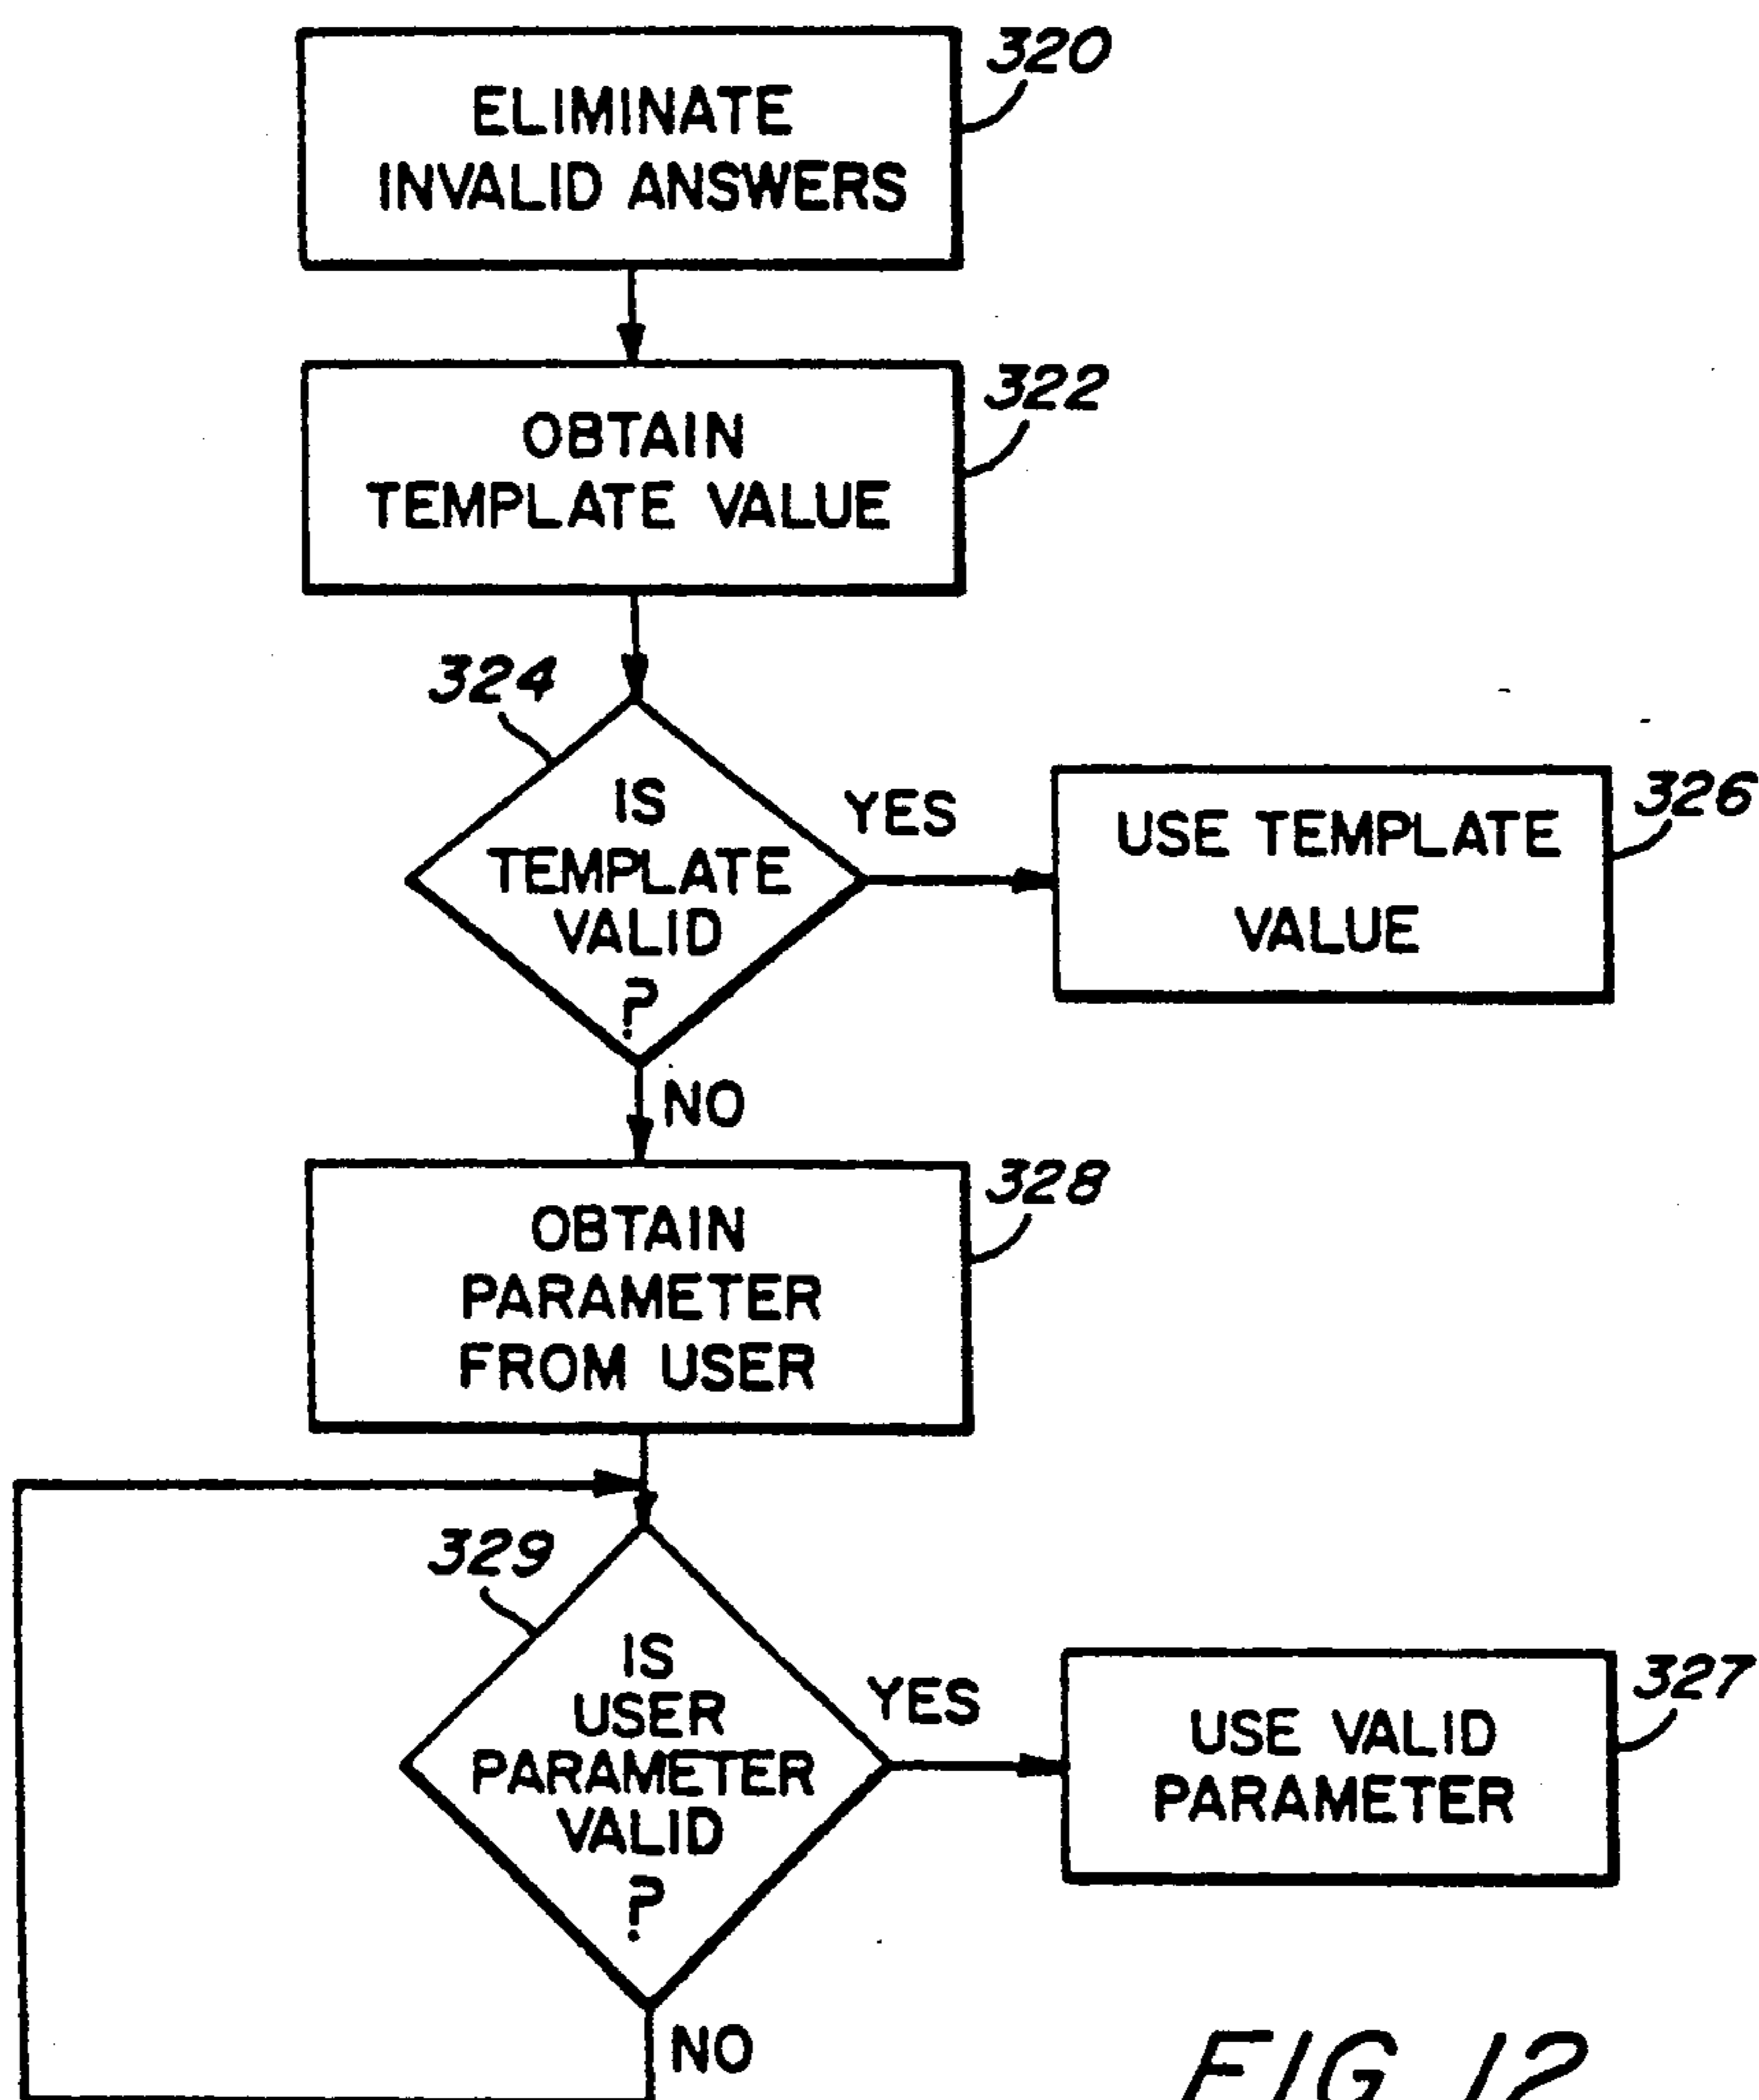 320
ELIMINATE
INVALID ANSWERS
322
OBTAIN
TEMPLATE VALUE
324
IS
TEMPLATE
VALID
?
YES
326
USE TEMPLATE
VALUE
NO
328
OBTAIN
PARAMETER
FROM USER
329
IS
USER
PARAMETER
VALID
?
YES
327
USE VALID
PARAMETER
NO
FIG 12